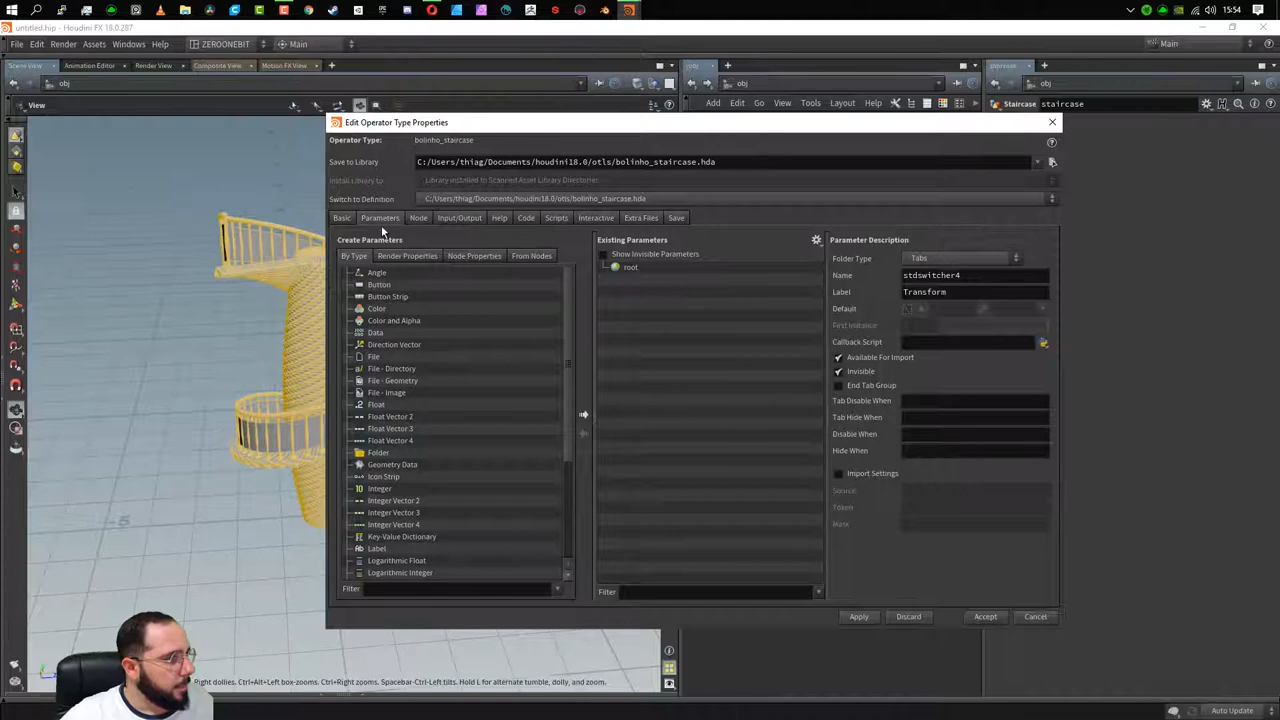 15:54
untitled.hip - Houdini FX 18.0.287
File Edit Render Assets Windows Help ZEROONEBIT Main Main
Scene View Animation Editor Render View Composite View Motion FX View /obj staircase
obj obj obj
View Add Edit Go View Tools Layout Help Staircase staircase
Edit Operator Type Properties
Operator Type: bolinho_staircase
Save to Library C:/Users/thiag/Documents/houdini18.0/otls/bolinho_staircase.hda
Install Library to Library installed to Scanned Asset Library Directories
Switch to Definition C:/Users/thiag/Documents/houdini18.0/otls/bolinho_staircase.hda
Basic Parameters Node Input/Output Help Code Scripts Interactive Extra Files Save
Create Parameters Existing Parameters Parameter Description
By Type Render Properties Node Properties From Nodes
Show Invisible Parameters
root
Angle
Button
Button Strip
Color
Color and Alpha
Data
Direction Vector
File
File - Directory
File - Geometry
File - Image
Float
Float Vector 2
Float Vector 3
Float Vector 4
Folder
Geometry Data
Icon Strip
Integer
Integer Vector 2
Integer Vector 3
Integer Vector 4
Key-Value Dictionary
Label
Logarithmic Float
Logarithmic Integer
Filter
Filter
Folder Type Tabs
Name stdswitcher4
Label Transform
Default
First Instance
Callback Script
Available For Import
Invisible
End Tab Group
Tab Disable When
Tab Hide When
Disable When
Hide When
Import Settings
Source
Token
Mask
Apply Discard Accept Cancel
-5
Right dollies. Ctrl+Alt+Left box-zooms. Ctrl+Right zooms. Spacebar-Ctrl-Left tilts. Hold L for alternate tumble, dolly, and zoom.
Auto Update